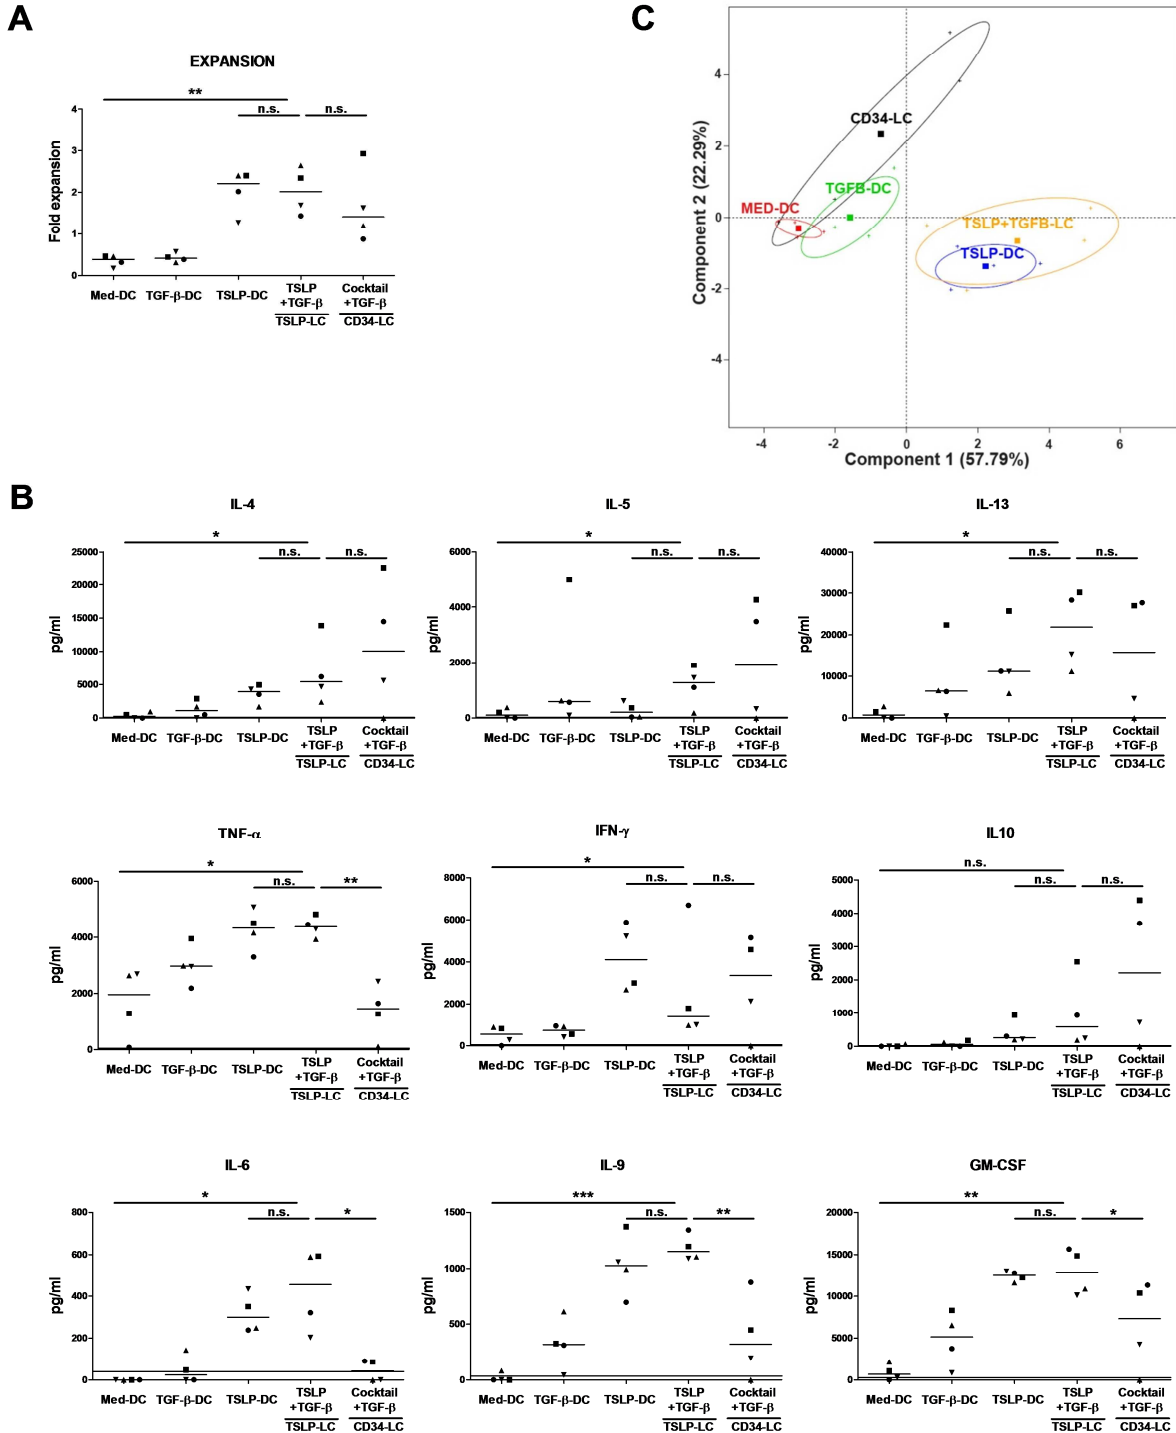 A
EXPANSION
**
n.s. n.s.
Fold expansion
4
3
2
1
0
Med-DC TGF-β-DC TSLP-DC TSLP +TGF-β TSLP-LC Cocktail +TGF-β CD34-LC
C
Component 2 (22.29%)
4
2
0
-2
-4
CD34-LC
TGFB-DC
MED-DC
TSLP+TGFB-LC
TSLP-DC
-4 -2 0 2 4 6
Component 1 (57.79%)
B
IL-4
*
n.s. n.s.
pg/ml
25000
20000
15000
10000
5000
0
Med-DC TGF-β-DC TSLP-DC TSLP +TGF-β TSLP-LC Cocktail +TGF-β CD34-LC
IL-5
*
n.s. n.s.
pg/ml
6000
4000
2000
0
Med-DC TGF-β-DC TSLP-DC TSLP +TGF-β TSLP-LC Cocktail +TGF-β CD34-LC
IL-13
*
n.s. n.s.
pg/ml
40000
30000
20000
10000
0
Med-DC TGF-β-DC TSLP-DC TSLP +TGF-β TSLP-LC Cocktail +TGF-β CD34-LC
TNF-α
*
n.s. **
pg/ml
6000
4000
2000
0
Med-DC TGF-β-DC TSLP-DC TSLP +TGF-β TSLP-LC Cocktail +TGF-β CD34-LC
IFN-γ
*
n.s. n.s.
pg/ml
8000
6000
4000
2000
0
Med-DC TGF-β-DC TSLP-DC TSLP +TGF-β TSLP-LC Cocktail +TGF-β CD34-LC
IL10
n.s.
n.s. n.s.
pg/ml
5000
4000
3000
2000
1000
0
Med-DC TGF-β-DC TSLP-DC TSLP +TGF-β TSLP-LC Cocktail +TGF-β CD34-LC
IL-6
*
n.s. *
pg/ml
800
600
400
200
0
Med-DC TGF-β-DC TSLP-DC TSLP +TGF-β TSLP-LC Cocktail +TGF-β CD34-LC
IL-9
***
n.s. **
pg/ml
1500
1000
500
0
Med-DC TGF-β-DC TSLP-DC TSLP +TGF-β TSLP-LC Cocktail +TGF-β CD34-LC
GM-CSF
**
n.s. *
pg/ml
20000
15000
10000
5000
0
Med-DC TGF-β-DC TSLP-DC TSLP +TGF-β TSLP-LC Cocktail +TGF-β CD34-LC